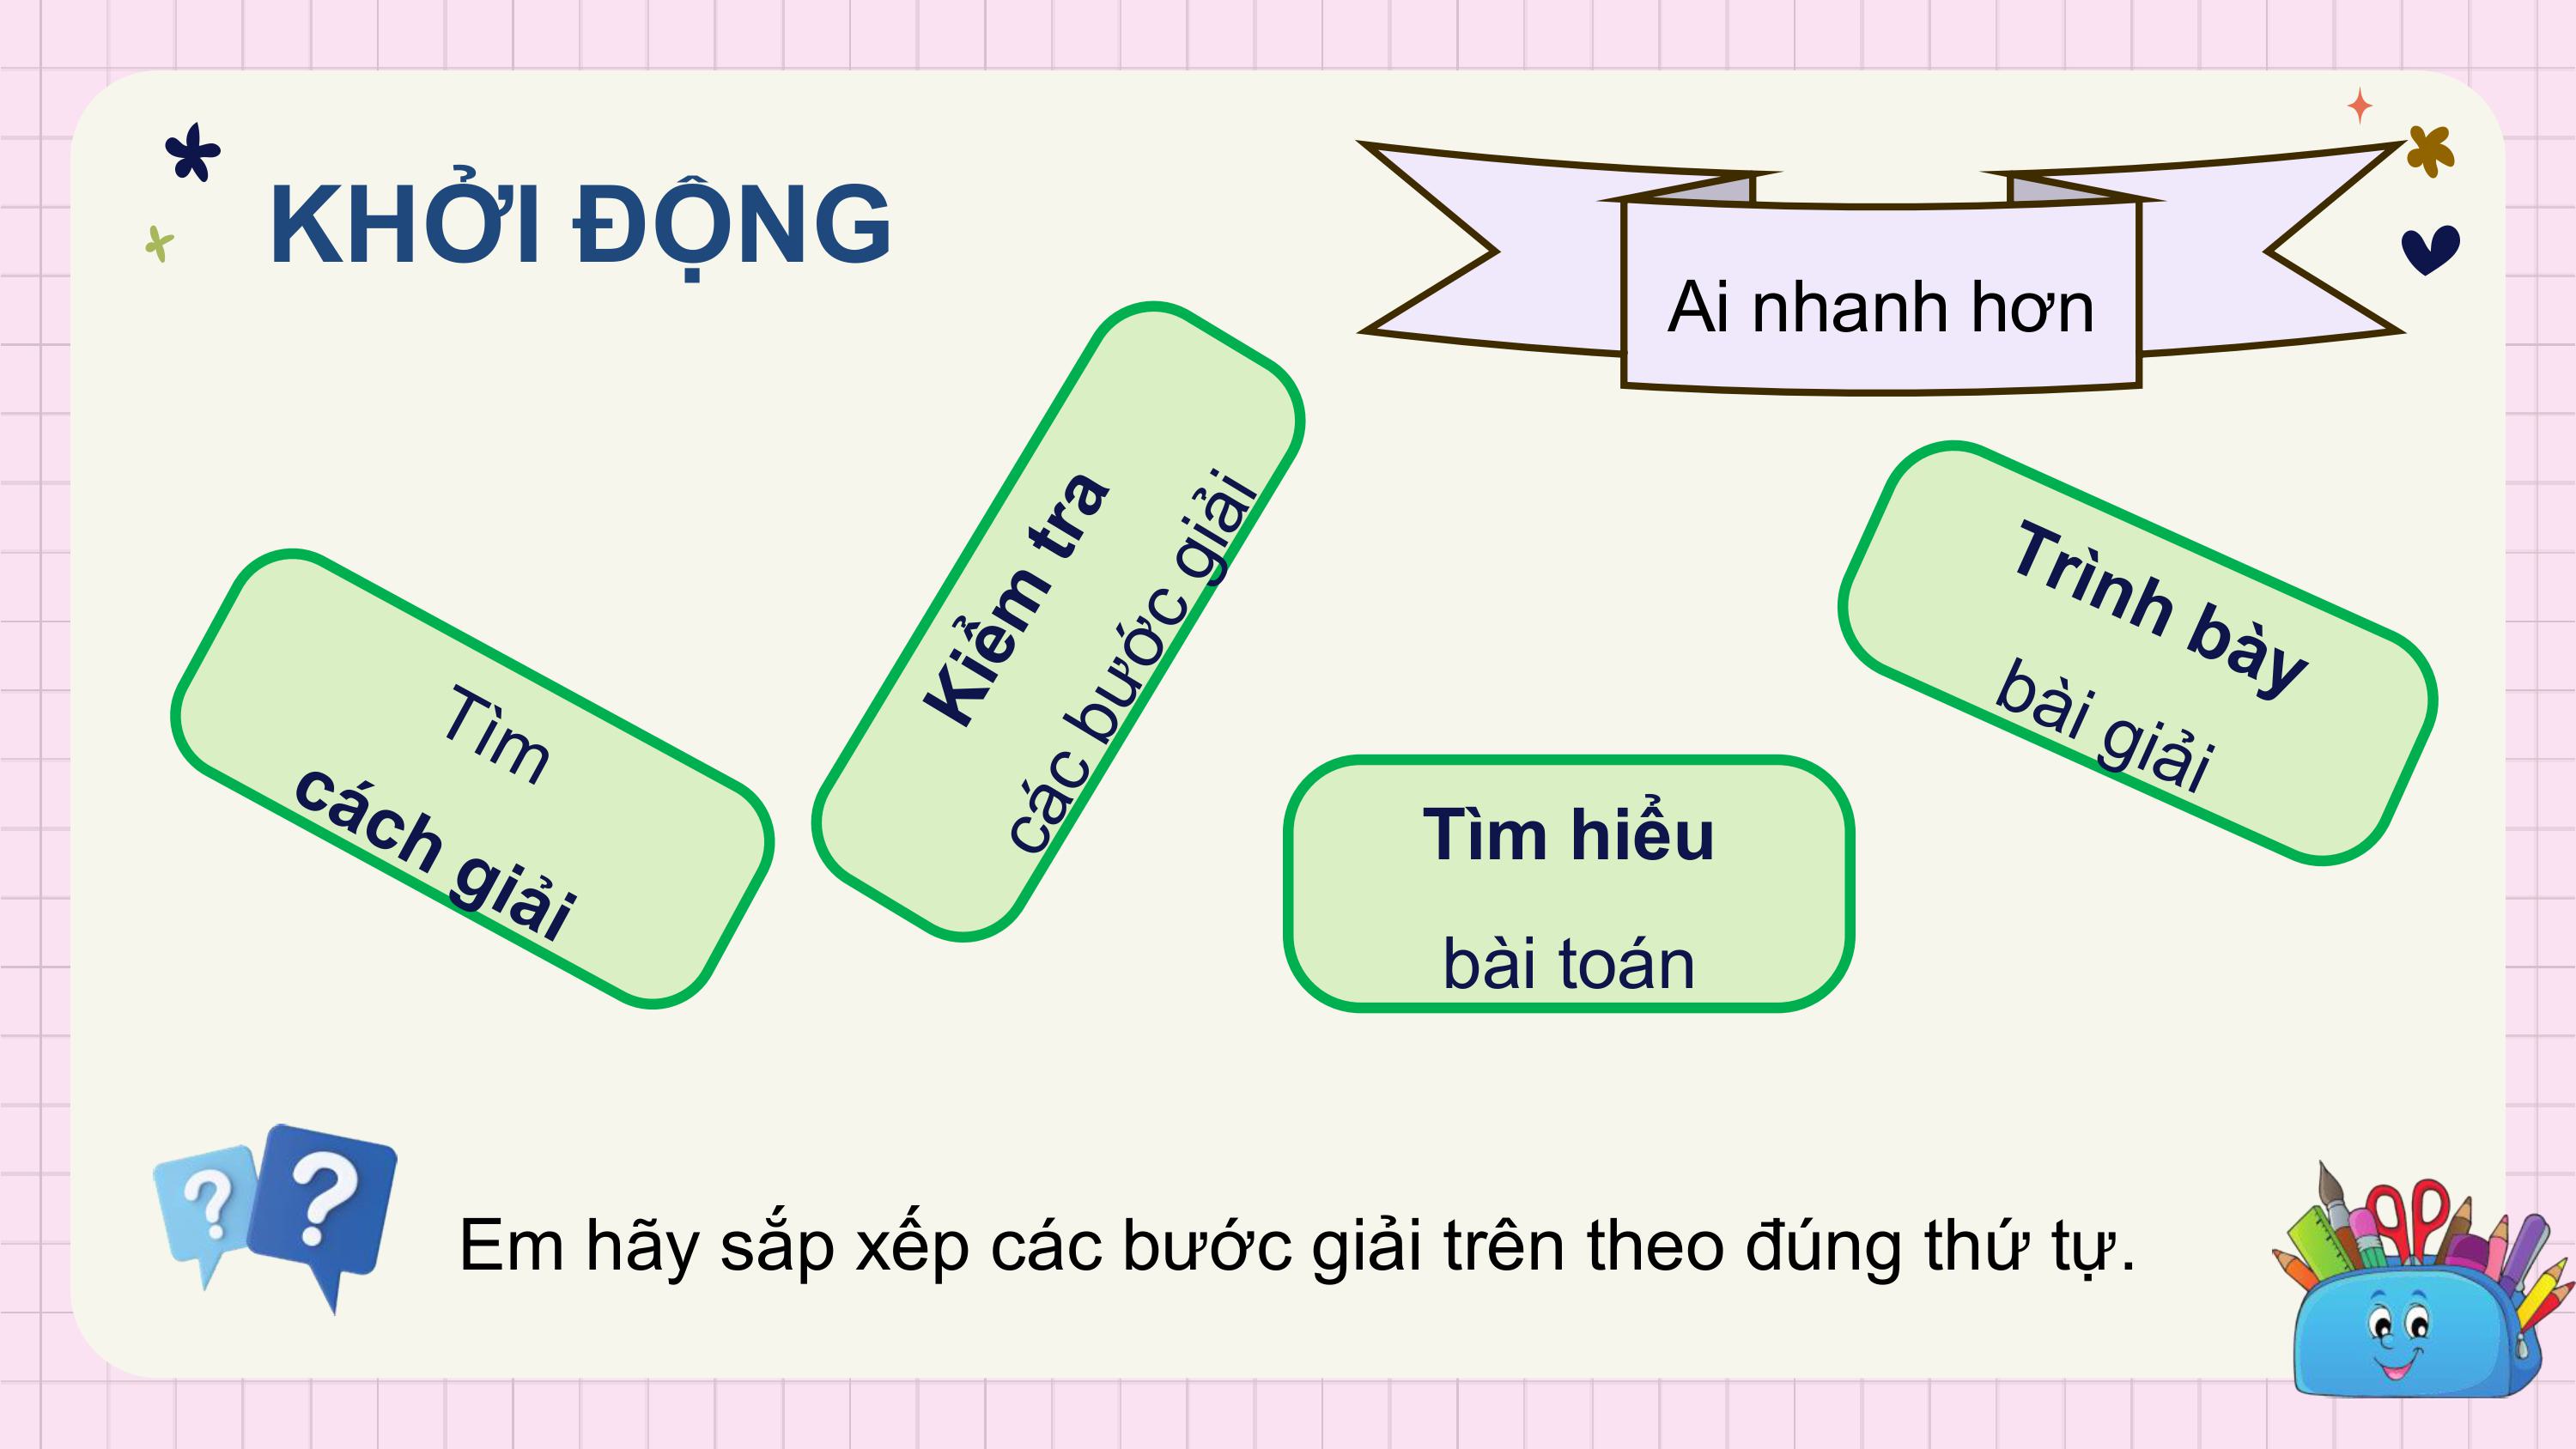 KHỞI ĐỘNG
Ai nhanh hơn
Tìm
cách giải
Kiểm tra
các bước giải
Tìm hiểu
bài toán
Trình bày
bài giải
? ?
Em hãy sắp xếp các bước giải trên theo đúng thứ tự.